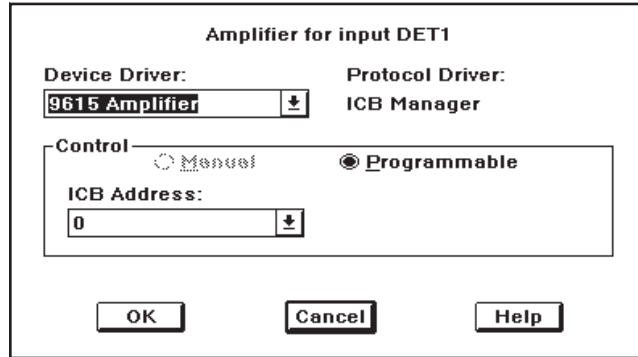 Amplifier for input DET1
Device Driver: Protocol Driver:
9615 Amplifier ICB Manager
Control
Manual Programmable
ICB Address:
0
OK Cancel Help